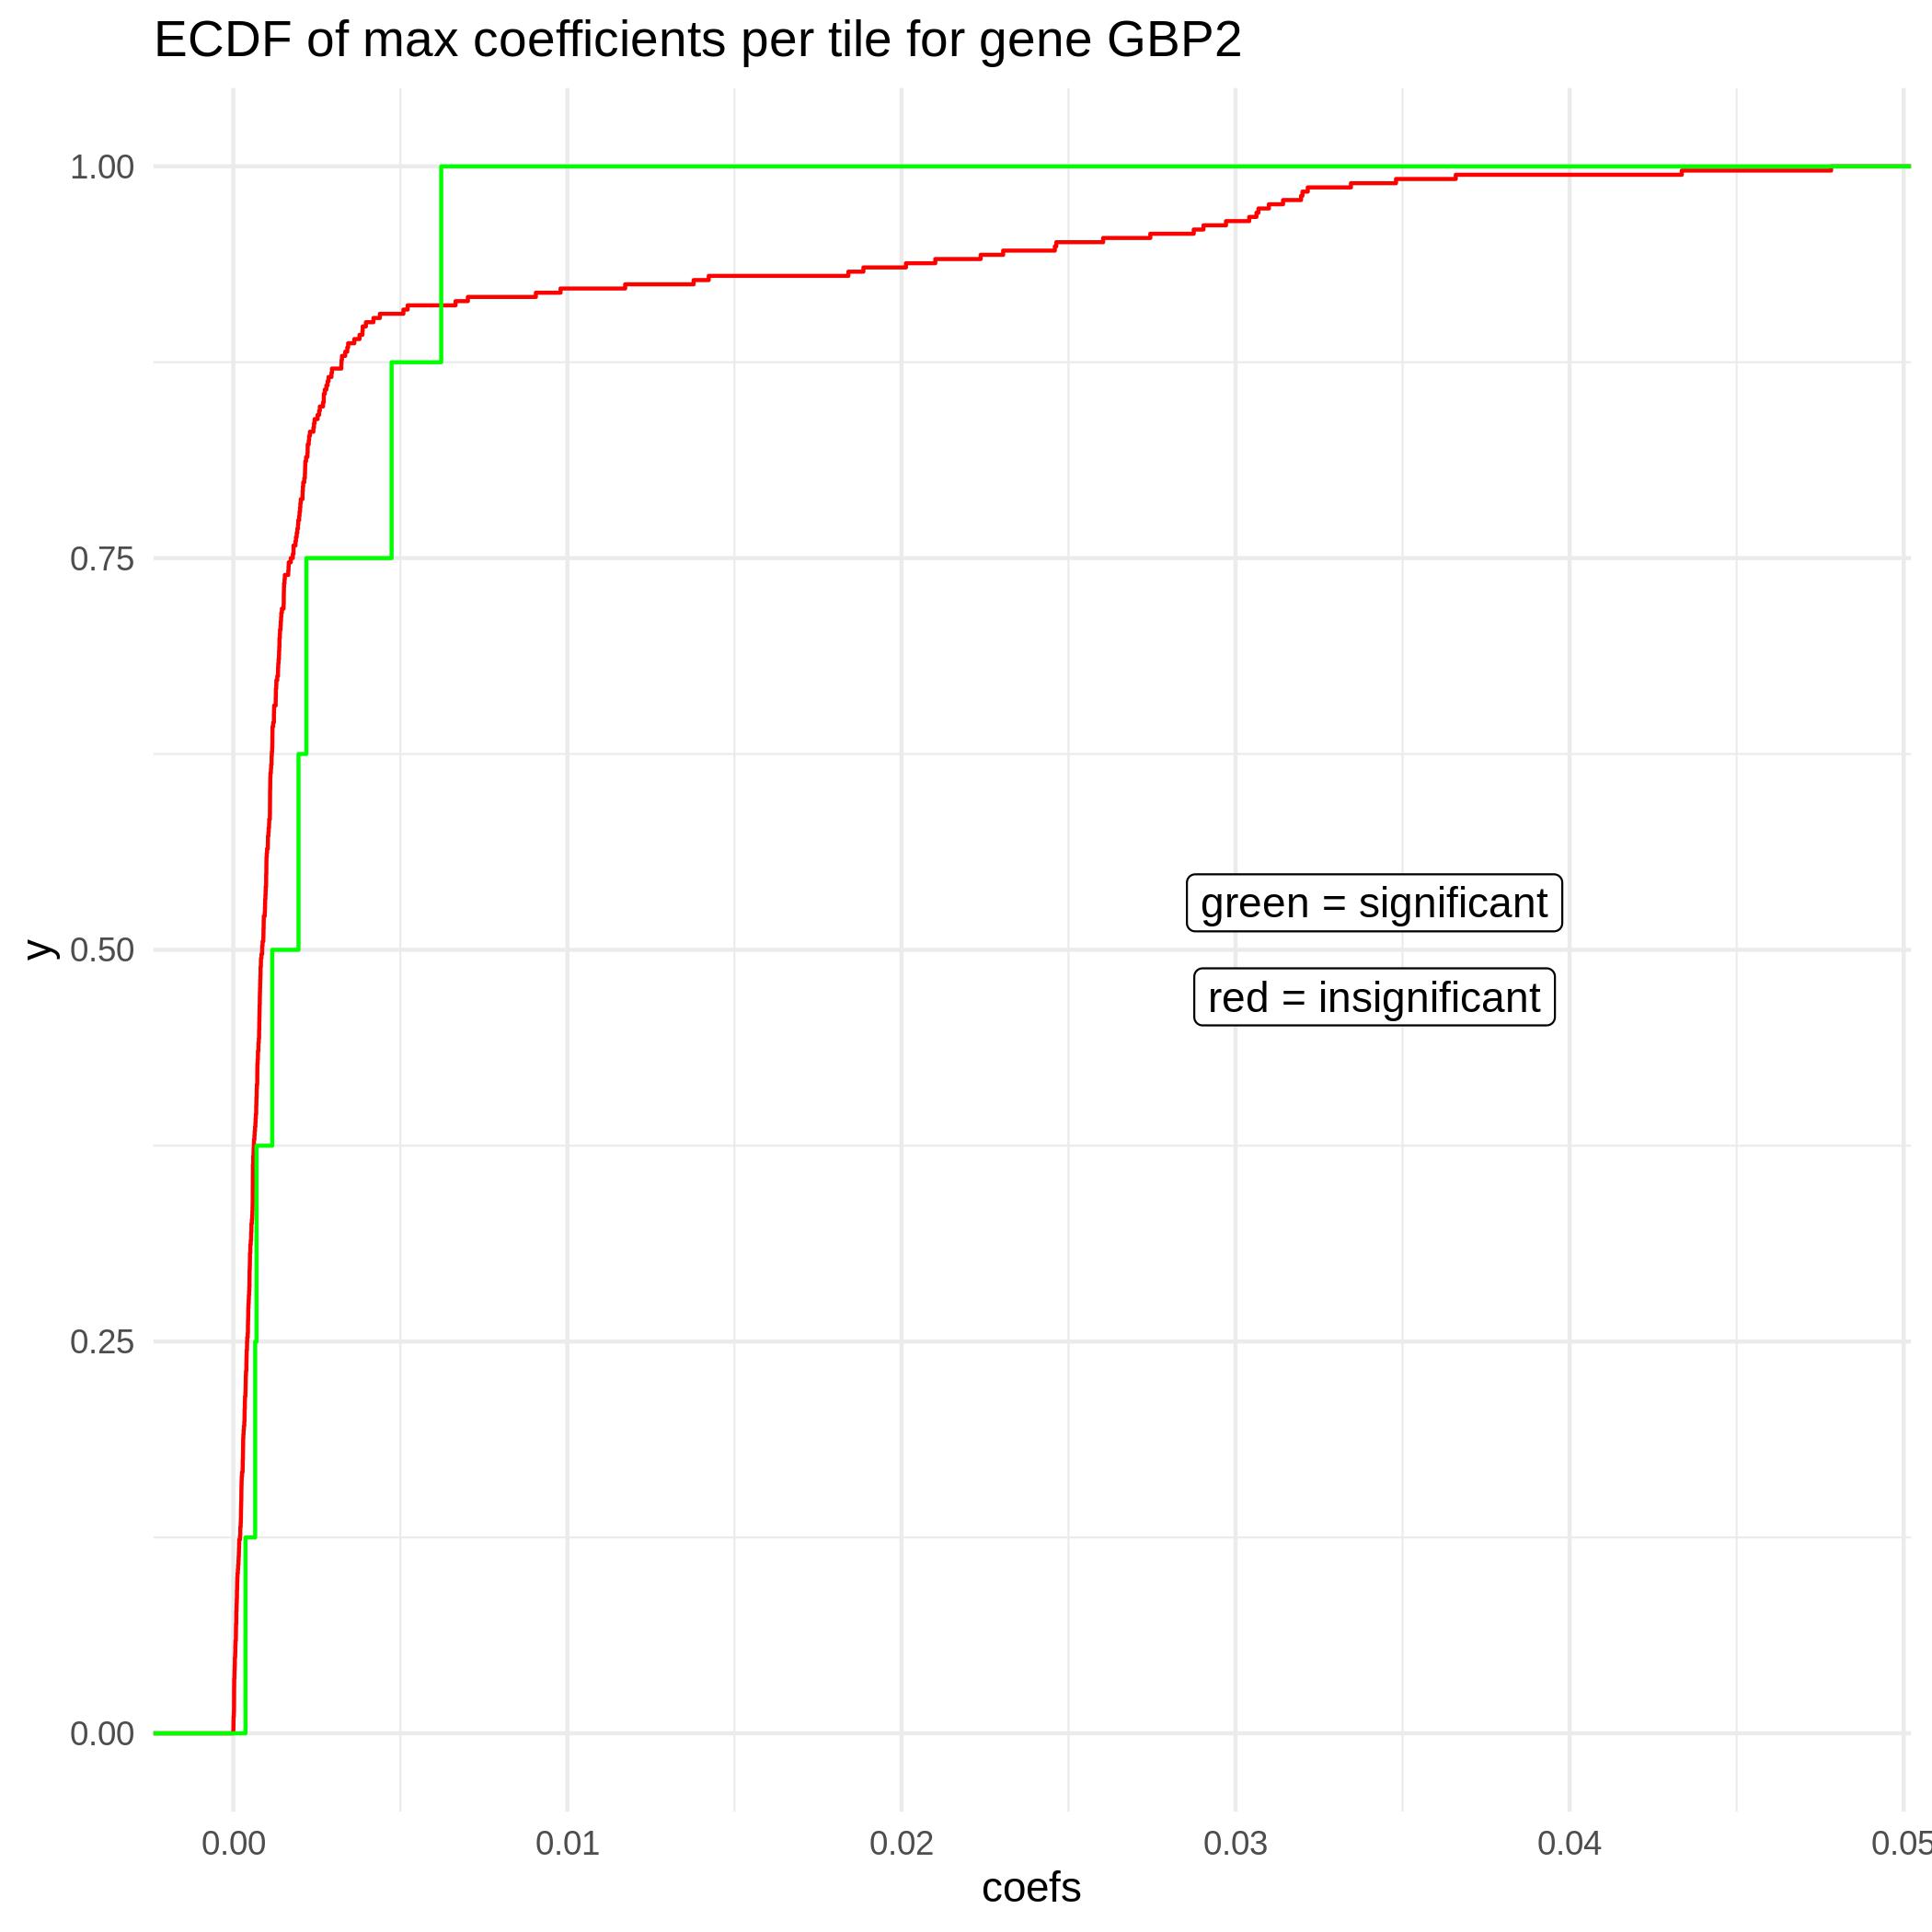 ECDF of max coefficients per tile for gene GBP2
1.00
0.75
0.50
0.25
0.00
y
green = significant
red = insignificant
0.00 0.01 0.02 0.03 0.04 0.05
coefs